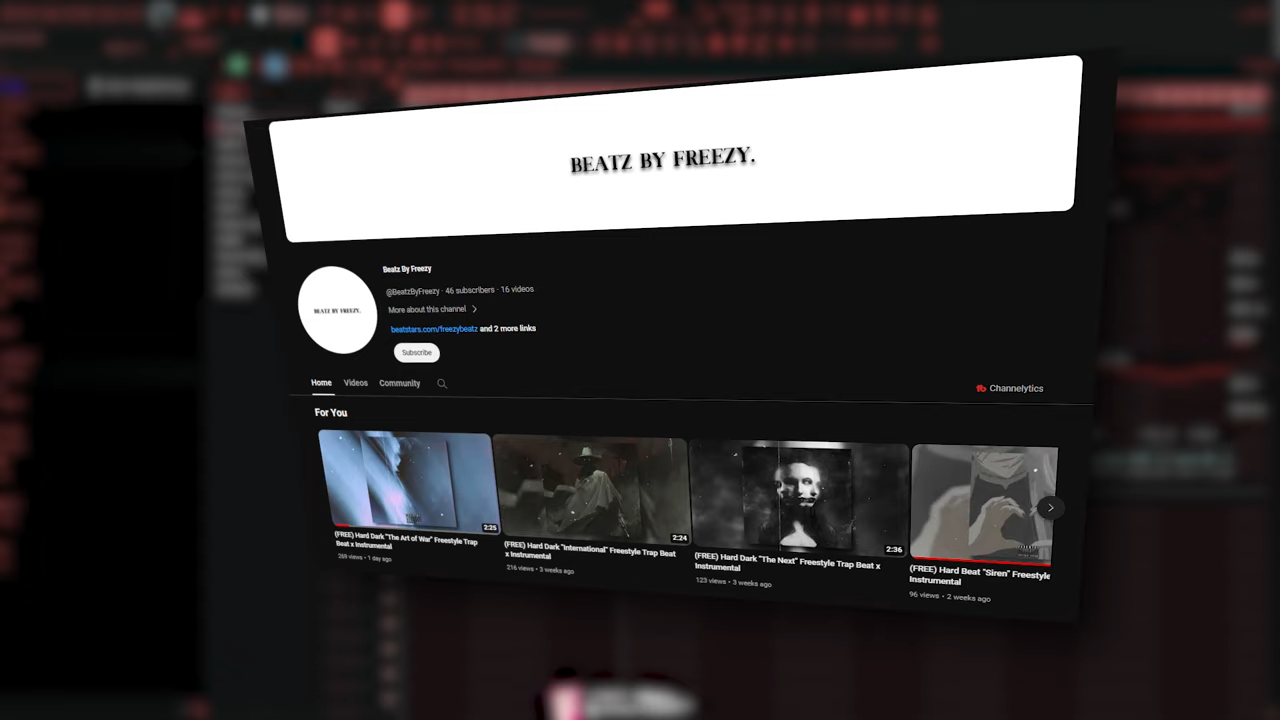 BEATZ BY FREEZY.
BEATZ BY FREEZY.
Beatz By Freezy
@BeatzByFreezy · 46 subscribers · 16 videos
More about this channel
beatstars.com/freezybeatz and 2 more links
Subscribe
Home Videos Community
Channelytics
For You
2:25
2:24
2:36
(FREE) Hard Dark "The Art of War" Freestyle Trap
Beat x Instrumental
289 views • 1 day ago
(FREE) Hard Dark "International" Freestyle Trap Beat
x Instrumental
216 views • 3 weeks ago
(FREE) Hard Dark "The Next" Freestyle Trap Beat x
Instrumental
123 views • 3 weeks ago
(FREE) Hard Beat "Siren" Freestyle
Instrumental
96 views • 2 weeks ago